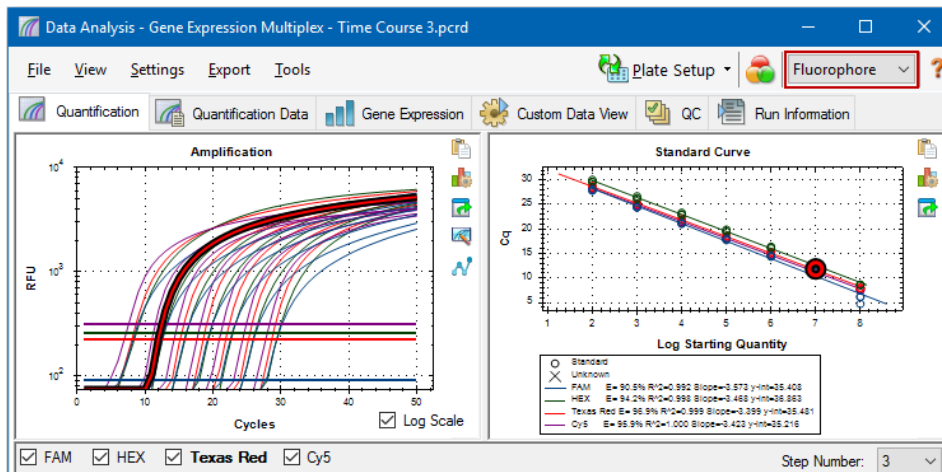 Data Analysis - Gene Expression Multiplex - Time Course 3.pcrd
File View Settings Export Tools Plate Setup Fluorophore ?
Quantification Quantification Data Gene Expression Custom Data View QC Run Information
Amplification
10^4
10^3
10^2
RFU
0 10 20 30 40 50
Cycles
Log Scale
Standard Curve
30
25
20
15
10
5
Cq
1 2 3 4 5 6 7 8
Log Starting Quantity
Standard
Unknown
FAM E= 90.5% R^2=0.992 Slope=-3.573 y-int=35.408
HEX E= 94.2% R^2=0.998 Slope=-3.468 y-int=36.863
Texas Red E= 96.9% R^2=0.999 Slope=-3.399 y-int=35.481
Cy5 E= 95.9% R^2=1.000 Slope=-3.423 y-int=35.216
FAM HEX Texas Red Cy5
Step Number: 3